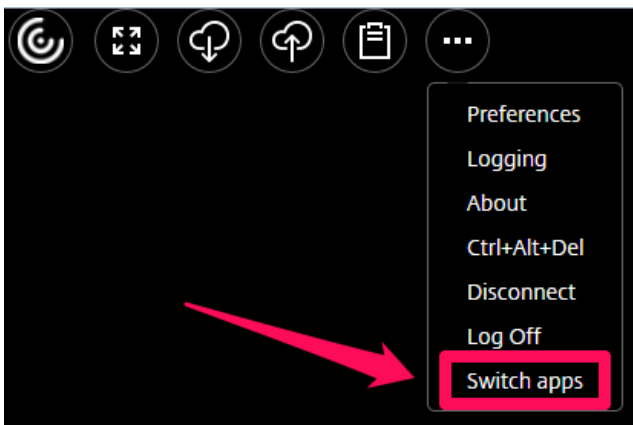 Preferences
Logging
About
Ctrl+Alt+Del
Disconnect
Log Off
Switch apps